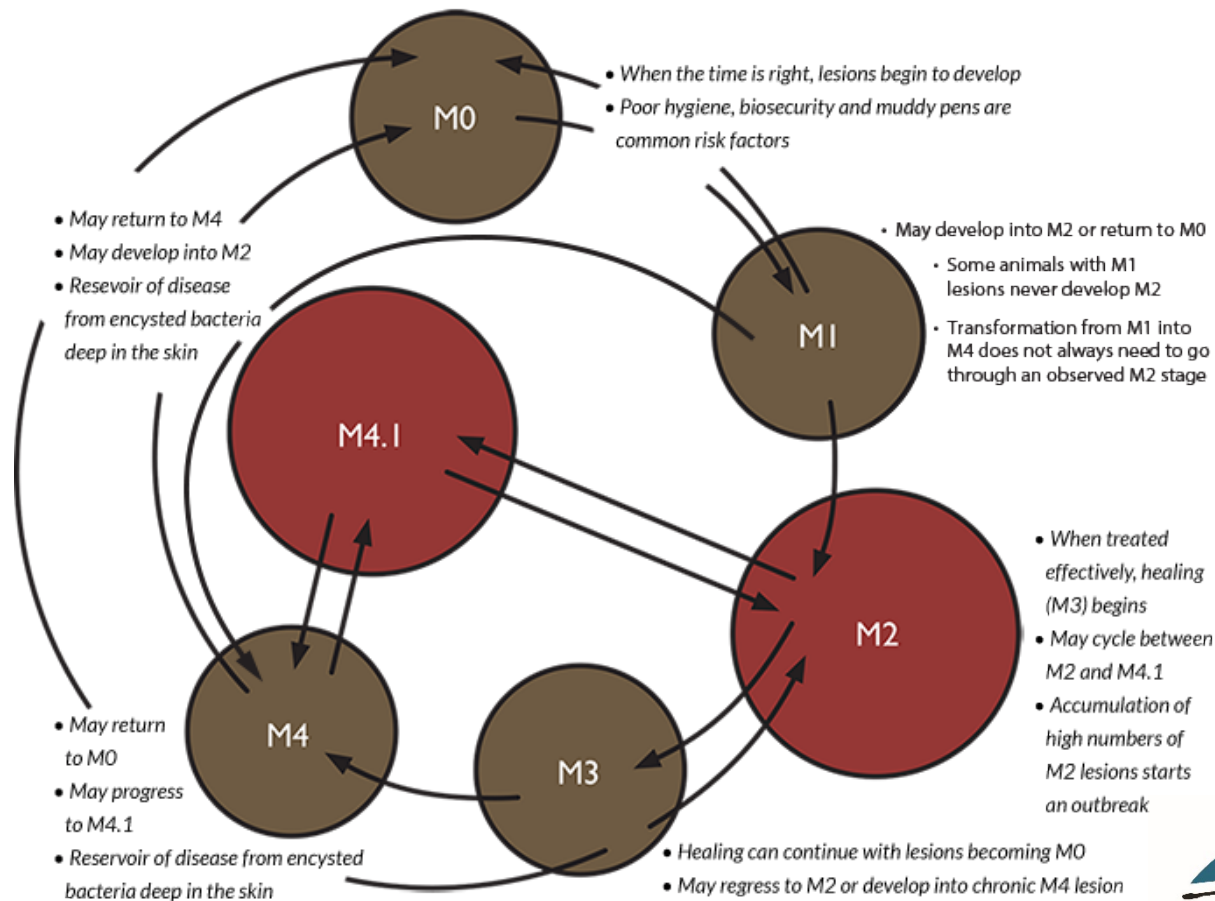 M0
• When the time is right, lesions begin to develop
• Poor hygiene, biosecurity and muddy pens are
common risk factors
• May return to M4
• May develop into M2
• Resevoir of disease
from encysted bacteria
deep in the skin
M1
• May develop into M2 or return to M0
• Some animals with M1
lesions never develop M2
• Transformation from M1 into
M4 does not always need to go
through an observed M2 stage
M4.1
M2
• When treated
effectively, healing
(M3) begins
• May cycle between
M2 and M4.1
• Accumulation of
high numbers of
M2 lesions starts
an outbreak
M4
• May return
to M0
• May progress
to M4.1
• Reservoir of disease from encysted
bacteria deep in the skin
M3
• Healing can continue with lesions becoming M0
• May regress to M2 or develop into chronic M4 lesion